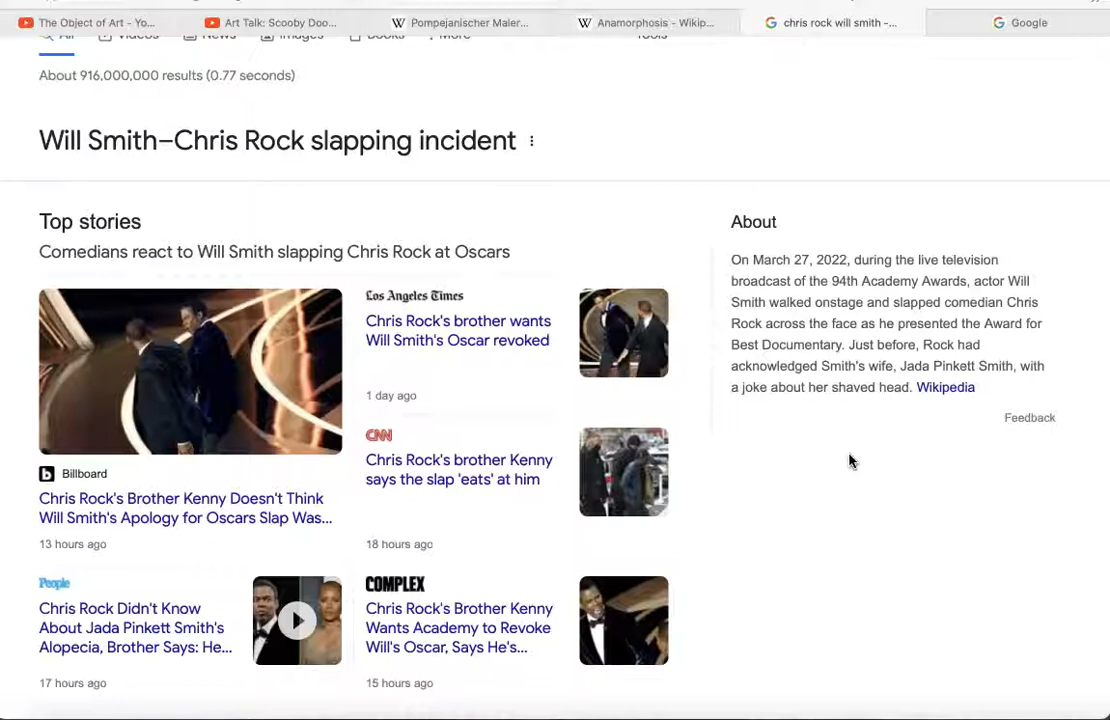 The Object of Art - Yo...
Art Talk: Scooby Doo...
Pompejanischer Maler...
Anamorphosis - Wikip...
chris rock will smith -...
Google
All
Videos
News
Images
Books
More
Tools
About 916,000,000 results (0.77 seconds)
Will Smith–Chris Rock slapping incident
Top stories
Comedians react to Will Smith slapping Chris Rock at Oscars
Billboard
Chris Rock's Brother Kenny Doesn't Think
Will Smith's Apology for Oscars Slap Was...
13 hours ago
Los Angeles Times
Chris Rock's brother wants
Will Smith's Oscar revoked
1 day ago
CNN
Chris Rock's brother Kenny
says the slap 'eats' at him
18 hours ago
People
Chris Rock Didn't Know
About Jada Pinkett Smith's
Alopecia, Brother Says: He...
17 hours ago
COMPLEX
Chris Rock's Brother Kenny
Wants Academy to Revoke
Will's Oscar, Says He's...
15 hours ago
About
On March 27, 2022, during the live television
broadcast of the 94th Academy Awards, actor Will
Smith walked onstage and slapped comedian Chris
Rock across the face as he presented the Award for
Best Documentary. Just before, Rock had
acknowledged Smith's wife, Jada Pinkett Smith, with
a joke about her shaved head. Wikipedia
Feedback